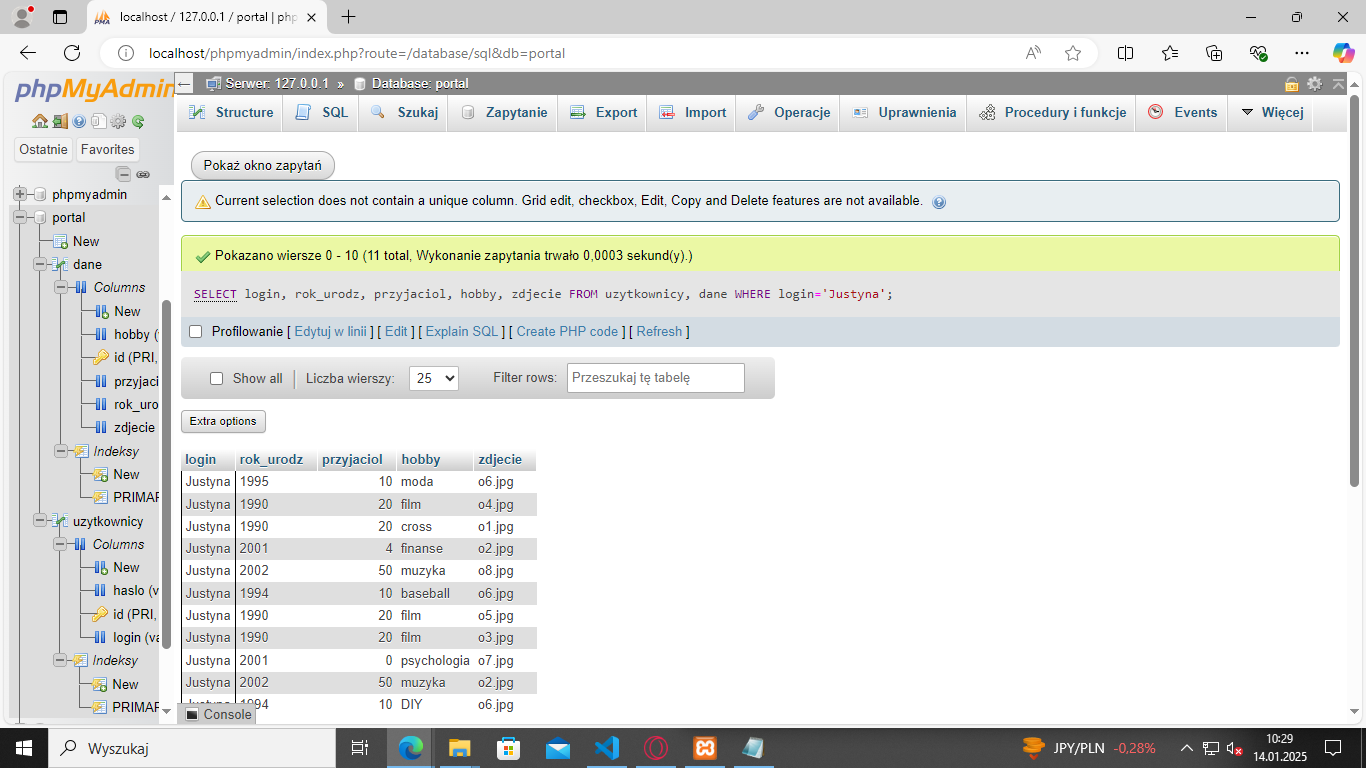 localhost / 127.0.0.1 / portal | php
localhost/phpmyadmin/index.php?route=/database/sql&db=portal
phpMyAdmin
Serwer: 127.0.0.1 » Database: portal
Structure SQL Szukaj Zapytanie Export Import Operacje Uprawnienia Procedury i funkcje Events Więcej
Ostatnie Favorites
phpmyadmin
portal
New
dane
Columns
New
hobby (
id (PRI,
przyjaci
rok_uro
zdjecie
Indeksy
New
PRIMAR
uzytkownicy
Columns
New
haslo (v
id (PRI,
login (va
Indeksy
New
PRIMAR
Pokaż okno zapytań
Current selection does not contain a unique column. Grid edit, checkbox, Edit, Copy and Delete features are not available.
Pokazano wiersze 0 - 10 (11 total, Wykonanie zapytania trwało 0,0003 sekund(y).)
SELECT login, rok_urodz, przyjaciol, hobby, zdjecie FROM uzytkownicy, dane WHERE login='Justyna';
Profilowanie [ Edytuj w linii ] [ Edit ] [ Explain SQL ] [ Create PHP code ] [ Refresh ]
Show all Liczba wierszy: 25 Filter rows: Przeszukaj tę tabelę
Extra options
login rok_urodz przyjaciol hobby zdjecie
Justyna 1995 10 moda o6.jpg
Justyna 1990 20 film o4.jpg
Justyna 1990 20 cross o1.jpg
Justyna 2001 4 finanse o2.jpg
Justyna 2002 50 muzyka o8.jpg
Justyna 1994 10 baseball o6.jpg
Justyna 1990 20 film o5.jpg
Justyna 1990 20 film o3.jpg
Justyna 2001 0 psychologia o7.jpg
Justyna 2002 50 muzyka o2.jpg
Justyna 1994 10 DIY o6.jpg
Console
Wyszukaj
JPY/PLN -0,28%
10:29
14.01.2025